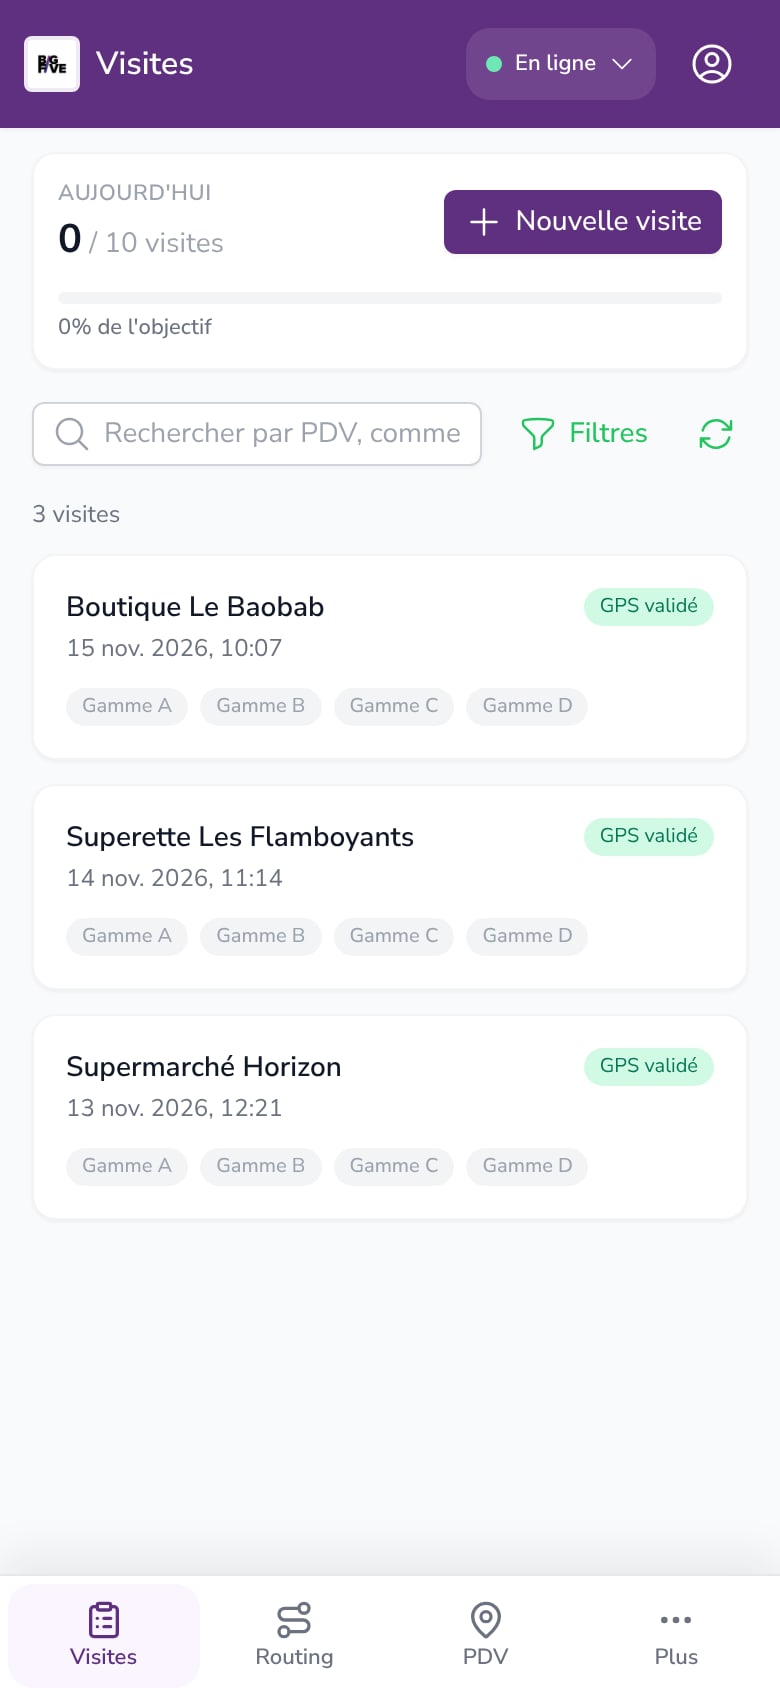 BIG
FIVE
Visites
En ligne
AUJOURD'HUI
0 / 10 visites
Nouvelle visite
0% de l'objectif
Rechercher par PDV, comme
Filtres
3 visites
Boutique Le Baobab
GPS validé
15 nov. 2026, 10:07
Gamme A Gamme B Gamme C Gamme D
Superette Les Flamboyants
GPS validé
14 nov. 2026, 11:14
Gamme A Gamme B Gamme C Gamme D
Supermarché Horizon
GPS validé
13 nov. 2026, 12:21
Gamme A Gamme B Gamme C Gamme D
Visites Routing PDV Plus